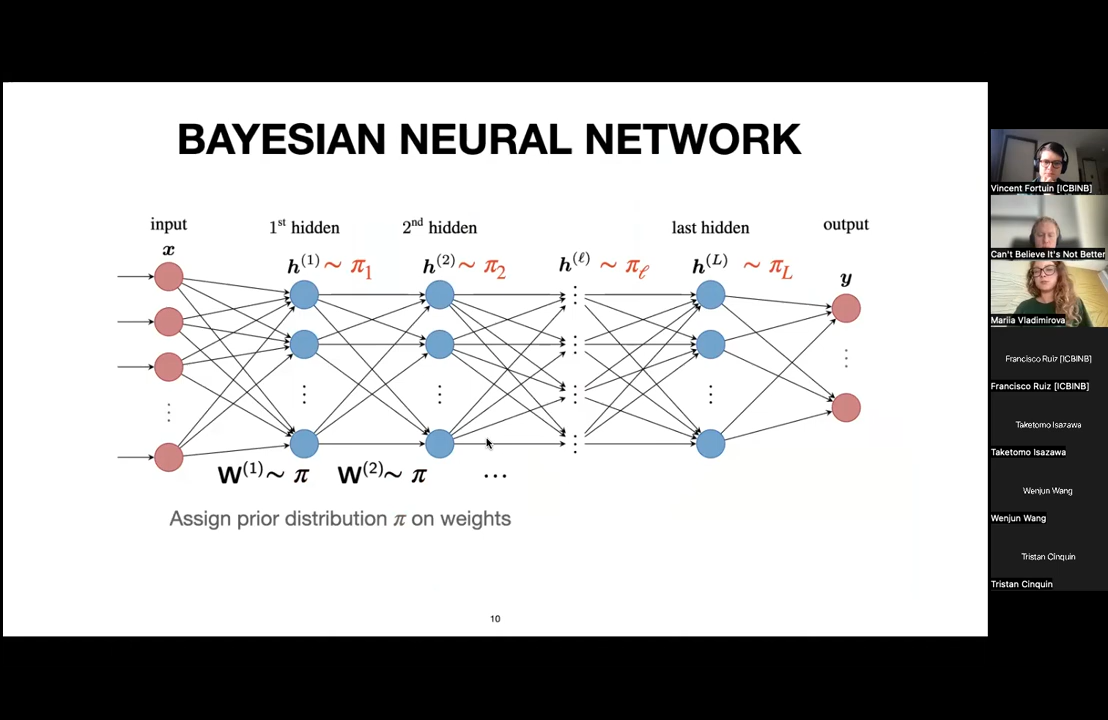 BAYESIAN NEURAL NETWORK
input
1st hidden
2nd hidden
last hidden
output
x
h(1) ~ π1
h(2) ~ π2
h(ℓ) ~ πℓ
h(L) ~ πL
y
W(1) ~ π
W(2) ~ π
...
Assign prior distribution π on weights
10
Vincent Fortuin [ICBINB]
Can't Believe It's Not Better
Mariia Vladimirova
Francisco Ruiz [ICBINB]
Francisco Ruiz [ICBINB]
Taketomo Isazawa
Taketomo Isazawa
Wenjun Wang
Wenjun Wang
Tristan Cinquin
Tristan Cinquin